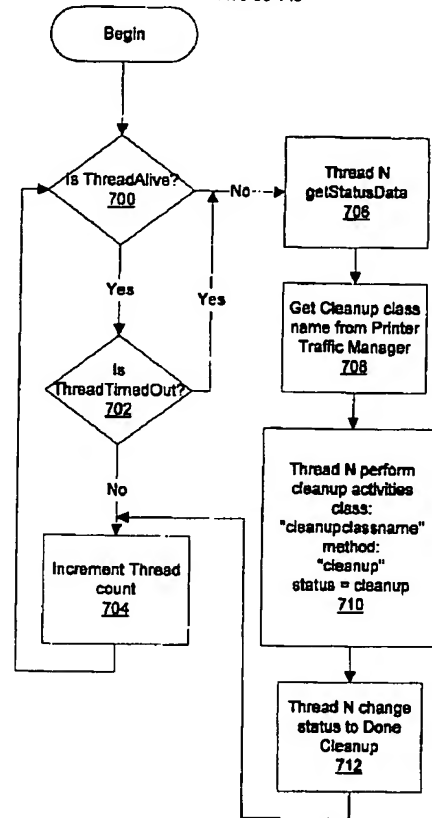 Begin
Is ThreadAlive?
700
No
Thread N
getStatusData
706
Yes
Yes
Get Cleanup class
name from Printer
Traffic Manager
708
Is
ThreadTimedOut?
702
No
Thread N perform
cleanup activities
class:
"cleanupclassname"
method:
"cleanup"
status = cleanup
710
Increment Thread
count
704
Thread N change
status to Done
Cleanup
712